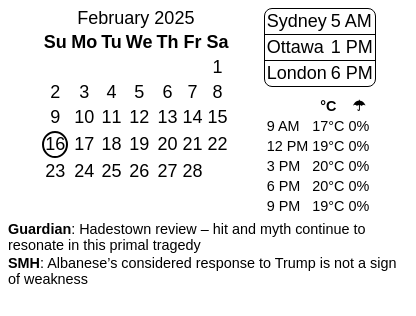 February 2025
Su Mo Tu We Th Fr Sa
1
2 3 4 5 6 7 8
9 10 11 12 13 14 15
16 17 18 19 20 21 22
23 24 25 26 27 28
Sydney 5 AM
Ottawa 1 PM
London 6 PM
°C ☂
9 AM 17°C 0%
12 PM 19°C 0%
3 PM 20°C 0%
6 PM 20°C 0%
9 PM 19°C 0%
Guardian: Hadestown review – hit and myth continue to
resonate in this primal tragedy
SMH: Albanese’s considered response to Trump is not a sign
of weakness